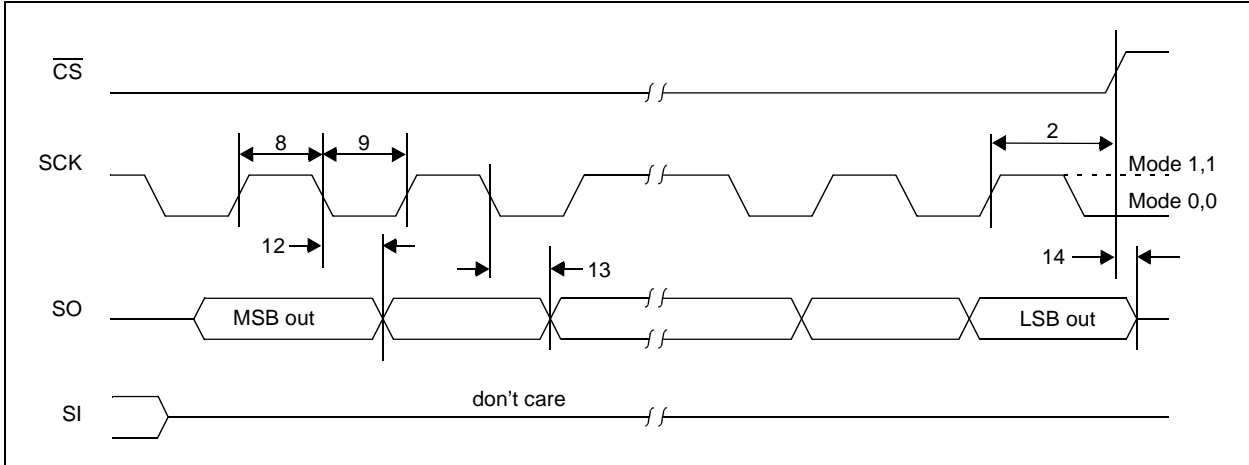 CS
8
9
2
SCK
Mode 1,1
Mode 0,0
12
13
14
SO
MSB out
LSB out
SI
don't care